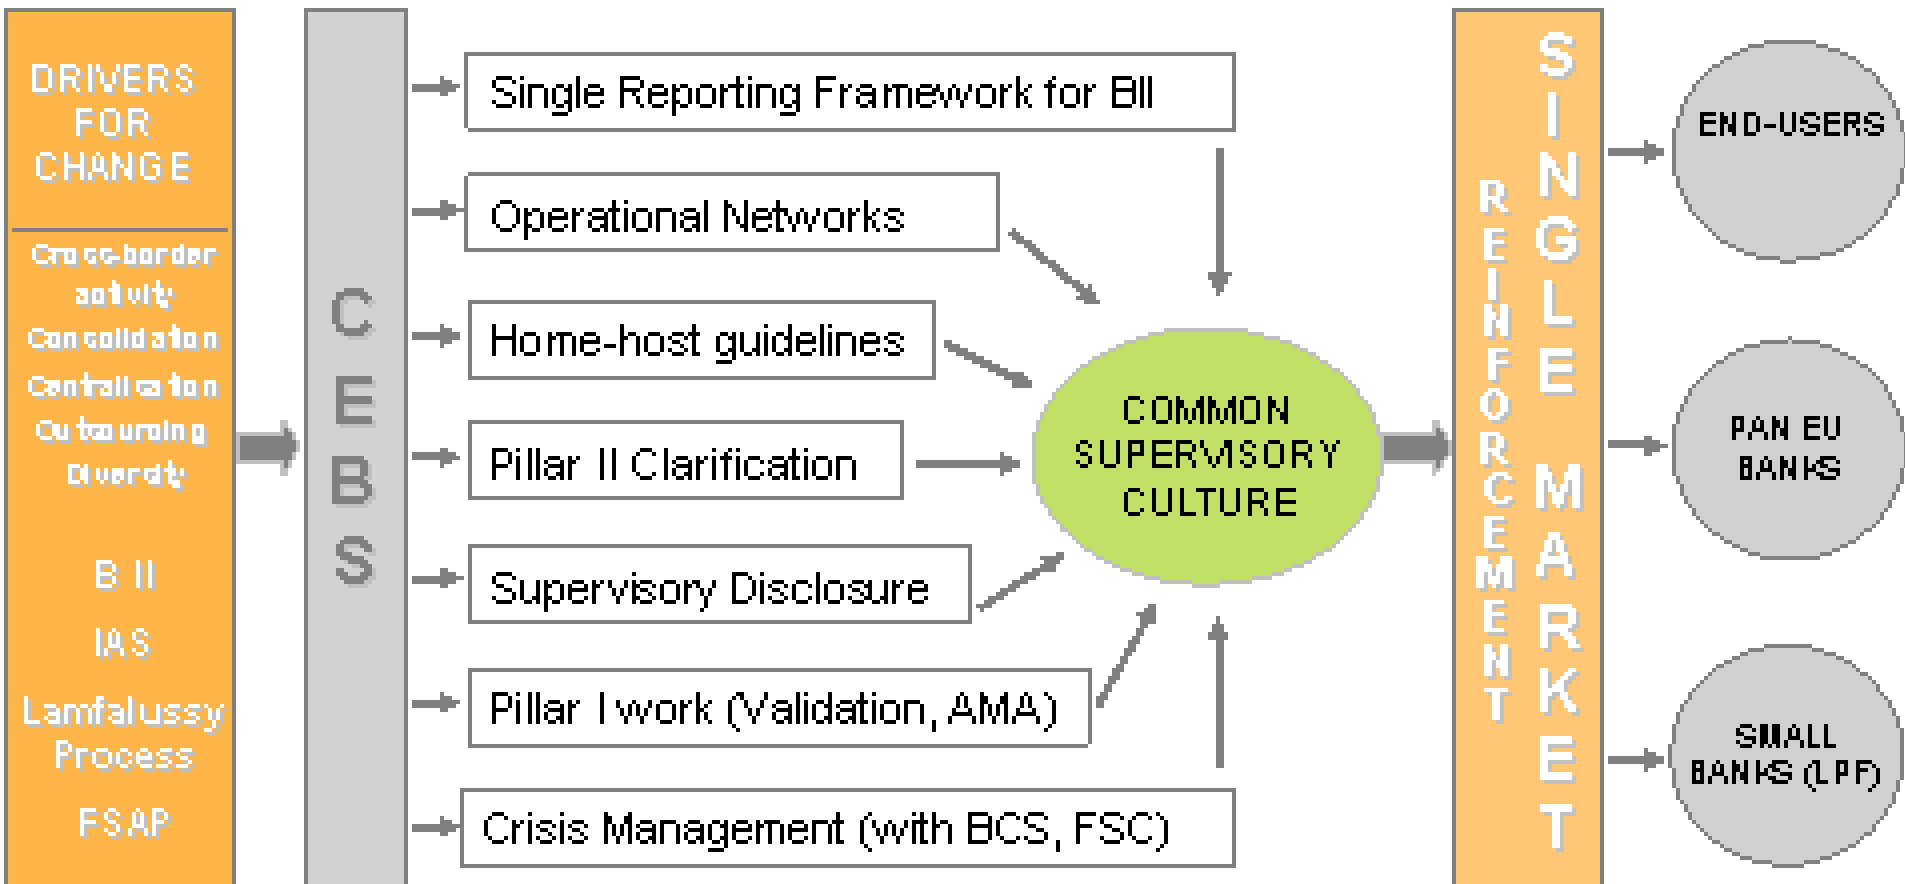 DRIVERS
FOR
CHANGE
Cross-border
activity
Consolidation
Centralisation
Outsourcing
Diversity
B II
IAS
Lamfalussy
Process
FSAP
CEBS
Single Reporting Framework for BII
Operational Networks
Home-host guidelines
Pillar II Clarification
Supervisory Disclosure
Pillar I work (Validation, AMA)
Crisis Management (with BCS, FSC)
COMMON
SUPERVISORY
CULTURE
REINFORCEMENT
SINGLE MARKET
END-USERS
PAN EU
BANKS
SMALL
BANKS (LPF)